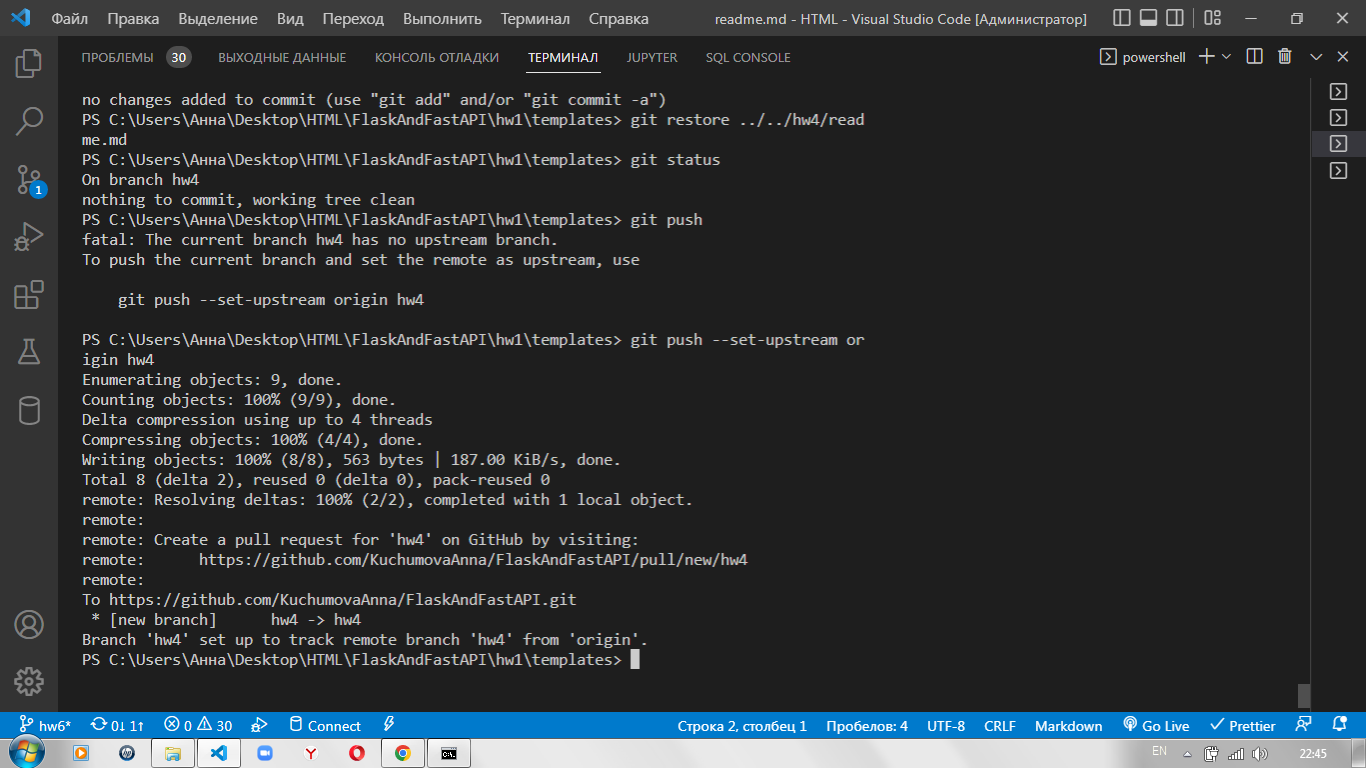 Файл Правка Выделение Вид Переход Выполнить Терминал Справка readme.md - HTML - Visual Studio Code [Администратор]
ПРОБЛЕМЫ 30 ВЫХОДНЫЕ ДАННЫЕ КОНСОЛЬ ОТЛАДКИ ТЕРМИНАЛ JUPYTER SQL CONSOLE powershell
no changes added to commit (use "git add" and/or "git commit -a")
PS C:\Users\Анна\Desktop\HTML\FlaskAndFastAPI\hw1\templates> git restore ../../hw4/read
me.md
PS C:\Users\Анна\Desktop\HTML\FlaskAndFastAPI\hw1\templates> git status
On branch hw4
nothing to commit, working tree clean
PS C:\Users\Анна\Desktop\HTML\FlaskAndFastAPI\hw1\templates> git push
fatal: The current branch hw4 has no upstream branch.
To push the current branch and set the remote as upstream, use
git push --set-upstream origin hw4
PS C:\Users\Анна\Desktop\HTML\FlaskAndFastAPI\hw1\templates> git push --set-upstream or
igin hw4
Enumerating objects: 9, done.
Counting objects: 100% (9/9), done.
Delta compression using up to 4 threads
Compressing objects: 100% (4/4), done.
Writing objects: 100% (8/8), 563 bytes | 187.00 KiB/s, done.
Total 8 (delta 2), reused 0 (delta 0), pack-reused 0
remote: Resolving deltas: 100% (2/2), completed with 1 local object.
remote:
remote: Create a pull request for 'hw4' on GitHub by visiting:
remote:      https://github.com/KuchumovaAnna/FlaskAndFastAPI/pull/new/hw4
remote:
To https://github.com/KuchumovaAnna/FlaskAndFastAPI.git
* [new branch]      hw4 -> hw4
Branch 'hw4' set up to track remote branch 'hw4' from 'origin'.
PS C:\Users\Анна\Desktop\HTML\FlaskAndFastAPI\hw1\templates>
1
hw6* 0↓ 1↑ 0 30 Connect Строка 2, столбец 1 Пробелов: 4 UTF-8 CRLF Markdown Go Live Prettier
EN 22:45